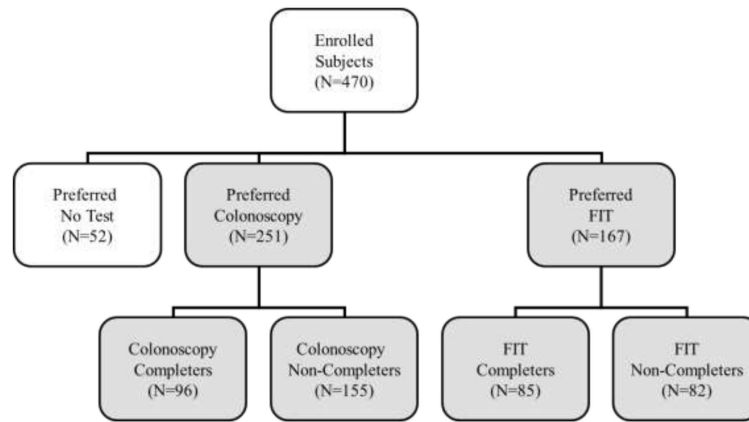 Enrolled
Subjects
(N=470)
Preferred
No Test
(N=52)
Preferred
Colonoscopy
(N=251)
Preferred
FIT
(N=167)
Colonoscopy
Completers
(N=96)
Colonoscopy
Non-Completers
(N=155)
FIT
Completers
(N=85)
FIT
Non-Completers
(N=82)